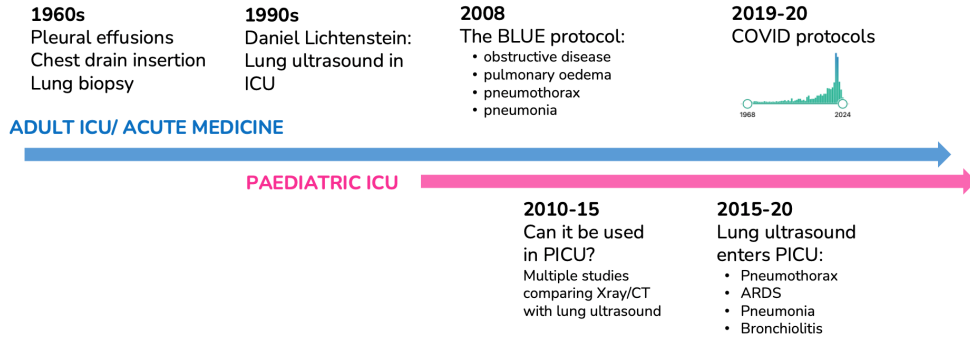 1960s
Pleural effusions
Chest drain insertion
Lung biopsy
1990s
Daniel Lichtenstein:
Lung ultrasound in
ICU
2008
The BLUE protocol:
• obstructive disease
• pulmonary oedema
• pneumothorax
• pneumonia
2019-20
COVID protocols
1968
2024
ADULT ICU/ ACUTE MEDICINE
PAEDIATRIC ICU
2010-15
Can it be used
in PICU?
Multiple studies
comparing Xray/CT
with lung ultrasound
2015-20
Lung ultrasound
enters PICU:
• Pneumothorax
• ARDS
• Pneumonia
• Bronchiolitis